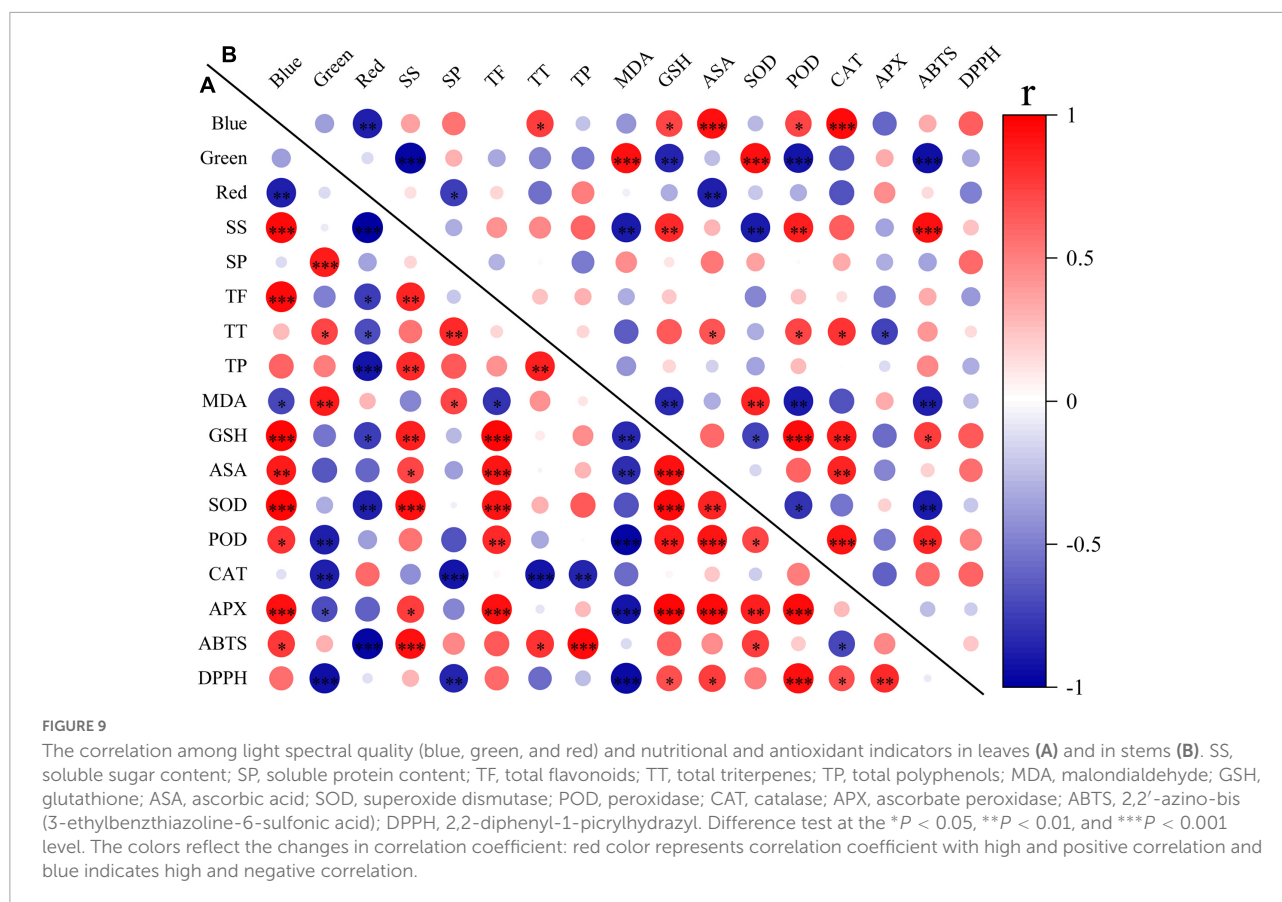 B
A
Blue Green Red SS SP TF TT TP MDA GSH ASA SOD POD CAT APX ABTS DPPH
r
Blue ** * * *** * *** 1
Green *** *** ** *** *** ***
Red ** * **
SS *** *** ** ** ** ** *** 0.5
SP ***
TF *** * **
TT * * ** * * * *
TP *** ** **
MDA * ** * * ** ** ** ** 0
GSH *** * ** *** ** * *** ** *
ASA ** * *** ** *** **
SOD *** ** *** *** *** ** * **
POD * ** ** *** ** *** * *** ** -0.5
CAT ** *** *** **
APX *** * * *** *** *** *** ** ***
ABTS * *** *** * *** * *
DPPH *** ** *** * * *** * ** -1
FIGURE 9
The correlation among light spectral quality (blue, green, and red) and nutritional and antioxidant indicators in leaves (A) and in stems (B). SS,
soluble sugar content; SP, soluble protein content; TF, total flavonoids; TT, total triterpenes; TP, total polyphenols; MDA, malondialdehyde; GSH,
glutathione; ASA, ascorbic acid; SOD, superoxide dismutase; POD, peroxidase; CAT, catalase; APX, ascorbate peroxidase; ABTS, 2,2′-azino-bis
(3-ethylbenzthiazoline-6-sulfonic acid); DPPH, 2,2-diphenyl-1-picrylhydrazyl. Difference test at the *P < 0.05, **P < 0.01, and ***P < 0.001
level. The colors reflect the changes in correlation coefficient: red color represents correlation coefficient with high and positive correlation and
blue indicates high and negative correlation.